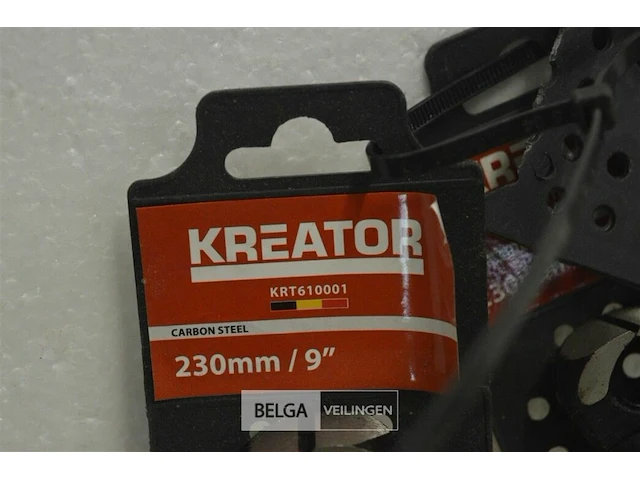 KREATOR
KRT610001
CARBON STEEL
230mm / 9”
BELGA VEILINGEN